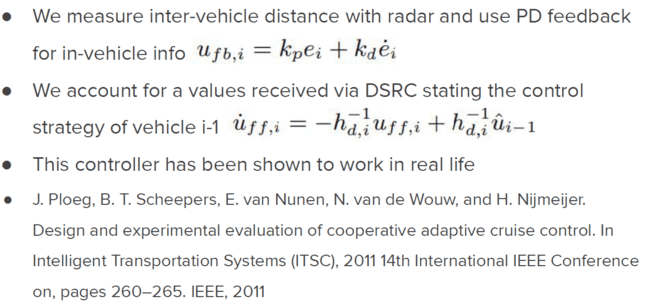 ● We measure inter-vehicle distance with radar and use PD feedback
for in-vehicle info u_{fb,i} = k_p e_i + k_d ė_i
● We account for a values received via DSRC stating the control
strategy of vehicle i-1 u̇_{ff,i} = −h_{d,i}^{−1} u_{ff,i} + h_{d,i}^{−1} û_{i−1}
● This controller has been shown to work in real life
● J. Ploeg, B. T. Scheepers, E. van Nunen, N. van de Wouw, and H. Nijmeijer.
Design and experimental evaluation of cooperative adaptive cruise control. In
Intelligent Transportation Systems (ITSC), 2011 14th International IEEE Conference
on, pages 260–265. IEEE, 2011